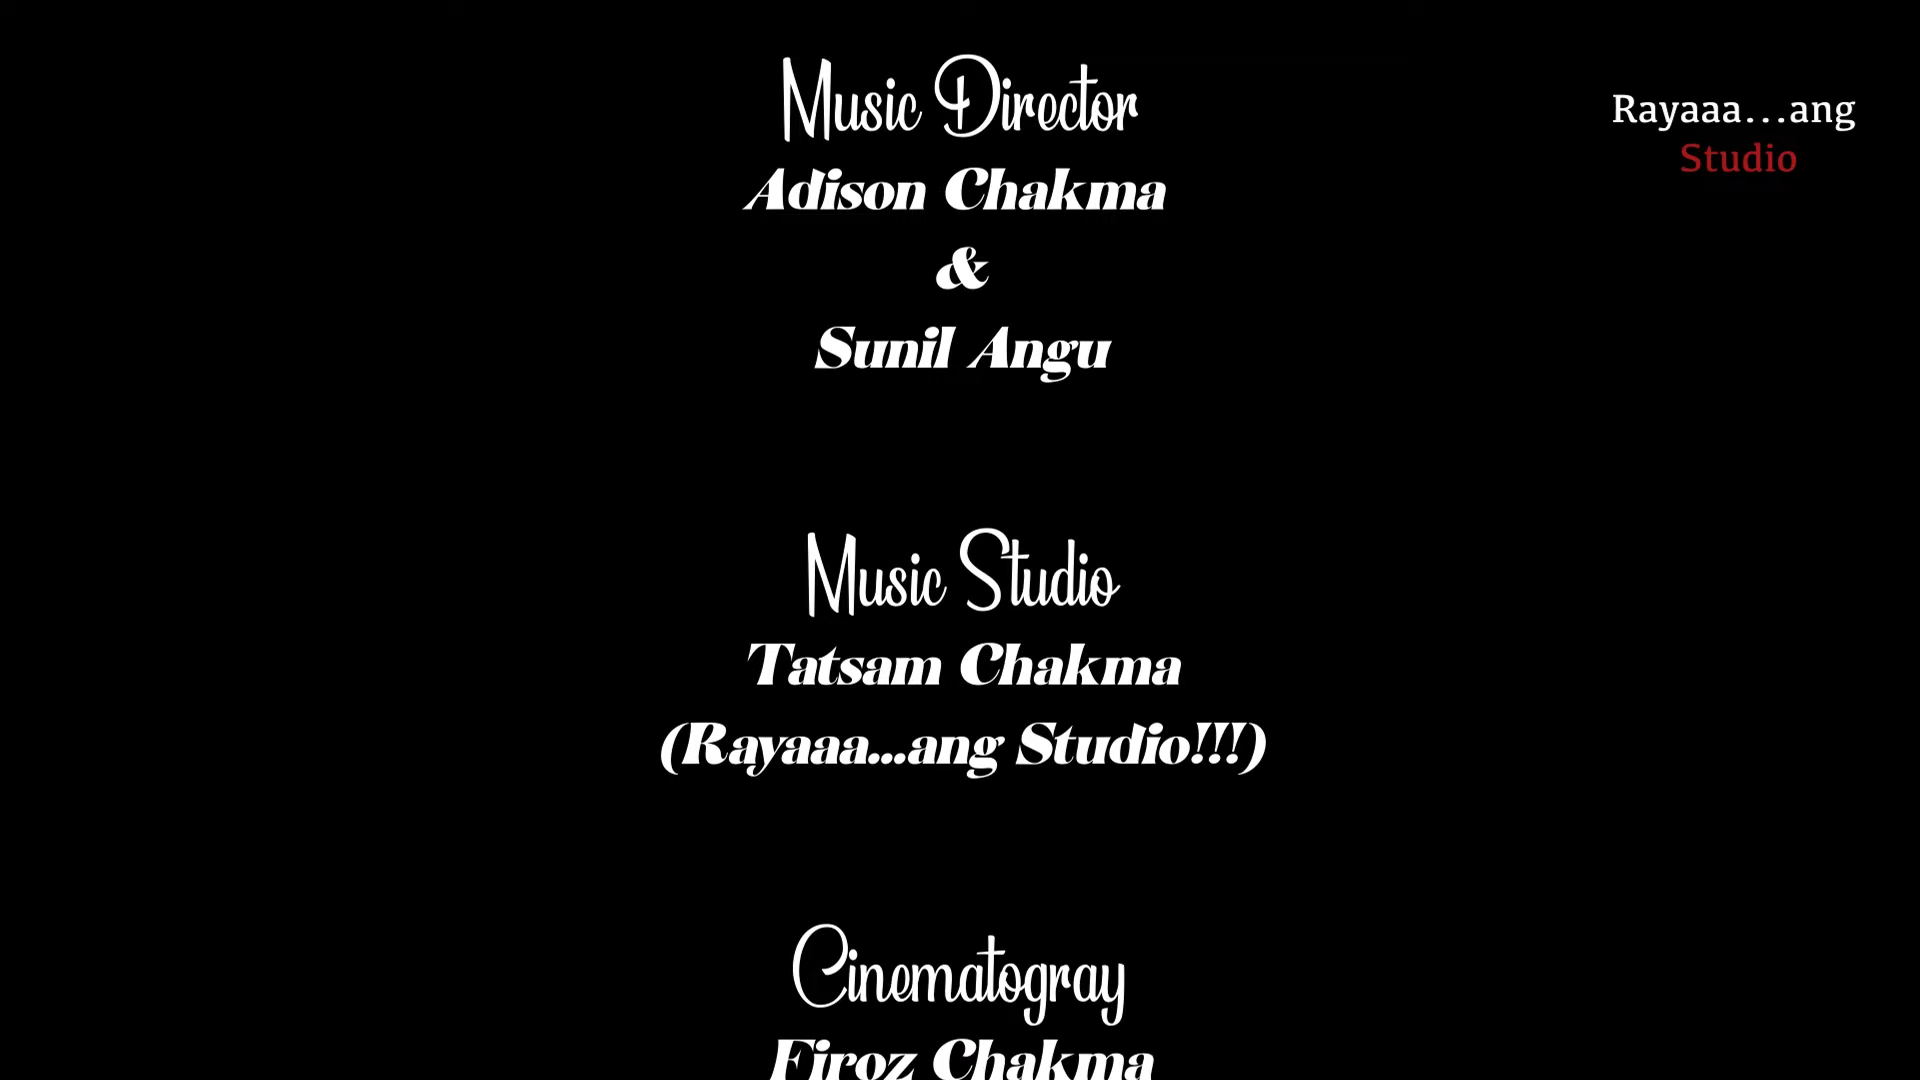 Music Director
Adison Chakma
&
Sunil Angu
Rayaaa...ang
Studio
Music Studio
Tatsam Chakma
(Rayaaa...ang Studio!!!)
Cinematogray
Firoz Chakma